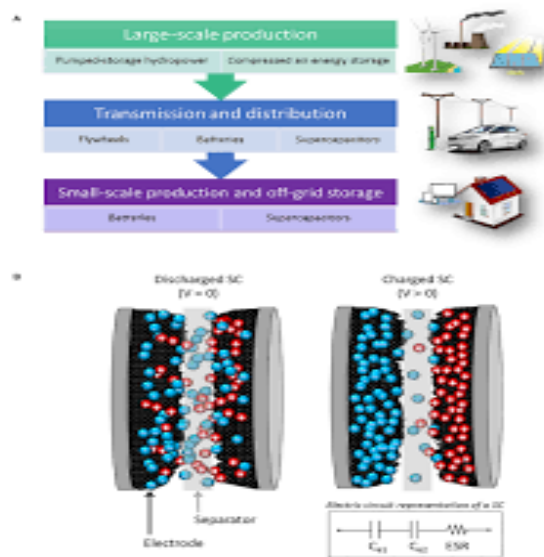 A
Large-scale production
Pumped-storage hydropower Compressed air energy storage
Transmission and distribution
Flywheels Batteries Supercapacitors
Small-scale production and off-grid storage
Batteries Supercapacitors
B
Discharged SC
(V = 0)
Charged SC
(V > 0)
Separator
Electrode
Electric circuit representation of a SC
ESR